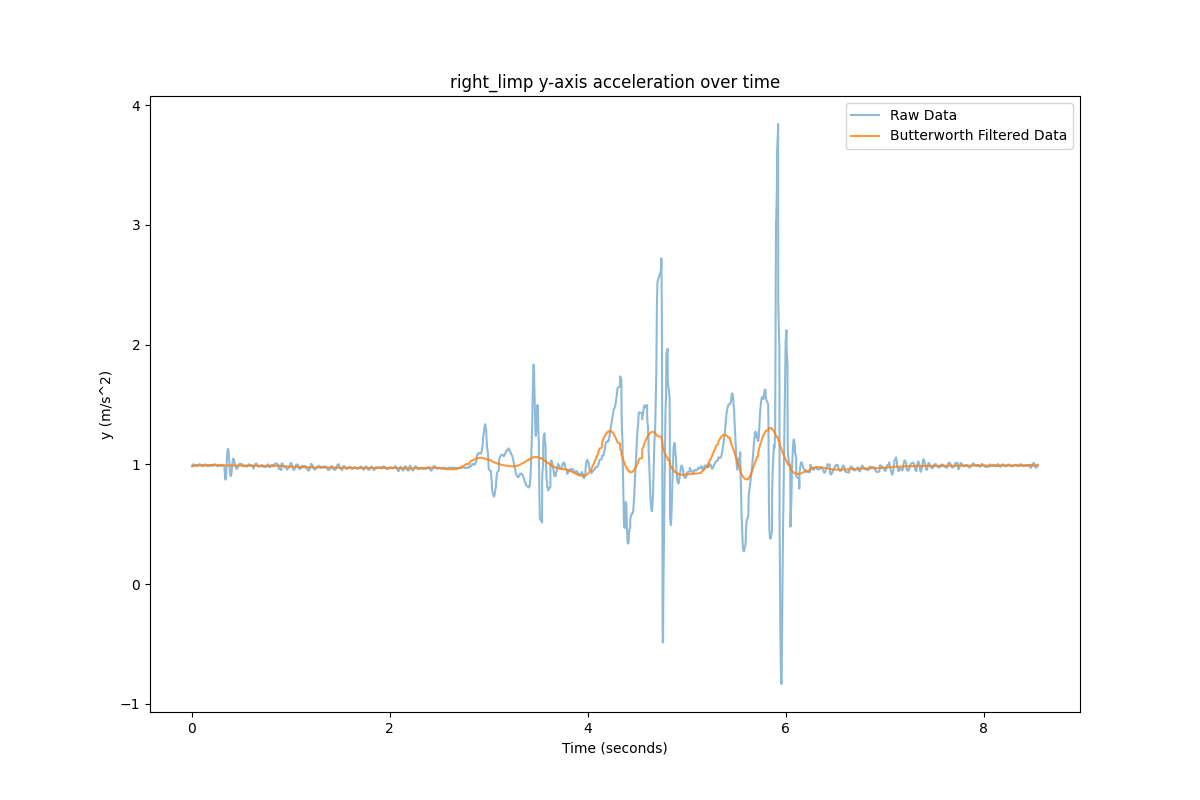 right_limp y-axis acceleration over time
Raw Data
Butterworth Filtered Data
y (m/s^2)
4
3
2
1
0
−1
0 2 4 6 8
Time (seconds)